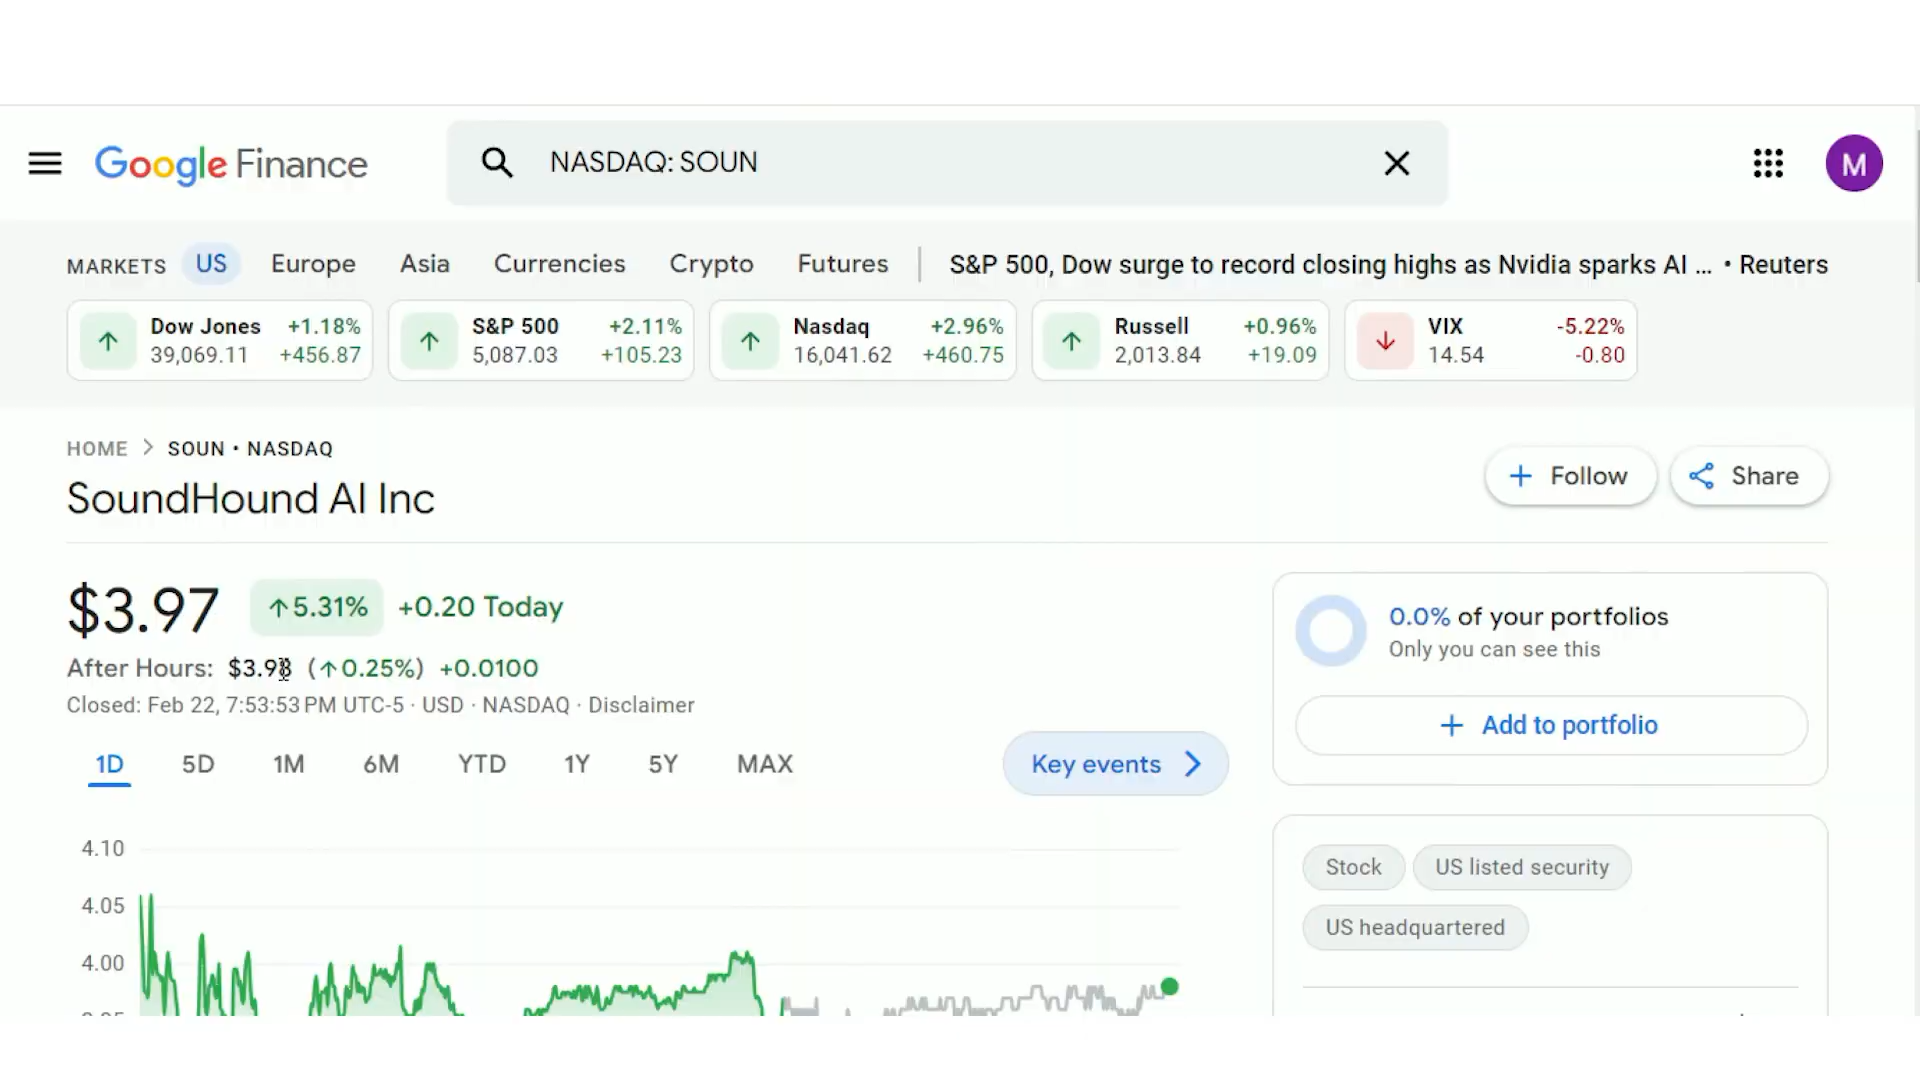 Google Finance
NASDAQ: SOUN
M
MARKETS US Europe Asia Currencies Crypto Futures S&P 500, Dow surge to record closing highs as Nvidia sparks AI ... • Reuters
Dow Jones +1.18% S&P 500 +2.11% Nasdaq +2.96% Russell +0.96% VIX -5.22%
39,069.11 +456.87 5,087.03 +105.23 16,041.62 +460.75 2,013.84 +19.09 14.54 -0.80
HOME > SOUN • NASDAQ
SoundHound AI Inc
+ Follow Share
$3.97 ↑5.31% +0.20 Today
After Hours: $3.98 (↑0.25%) +0.0100
Closed: Feb 22, 7:53:53 PM UTC-5 · USD · NASDAQ · Disclaimer
1D 5D 1M 6M YTD 1Y 5Y MAX
Key events >
4.10
4.05
4.00
0.0% of your portfolios
Only you can see this
+ Add to portfolio
Stock US listed security
US headquartered